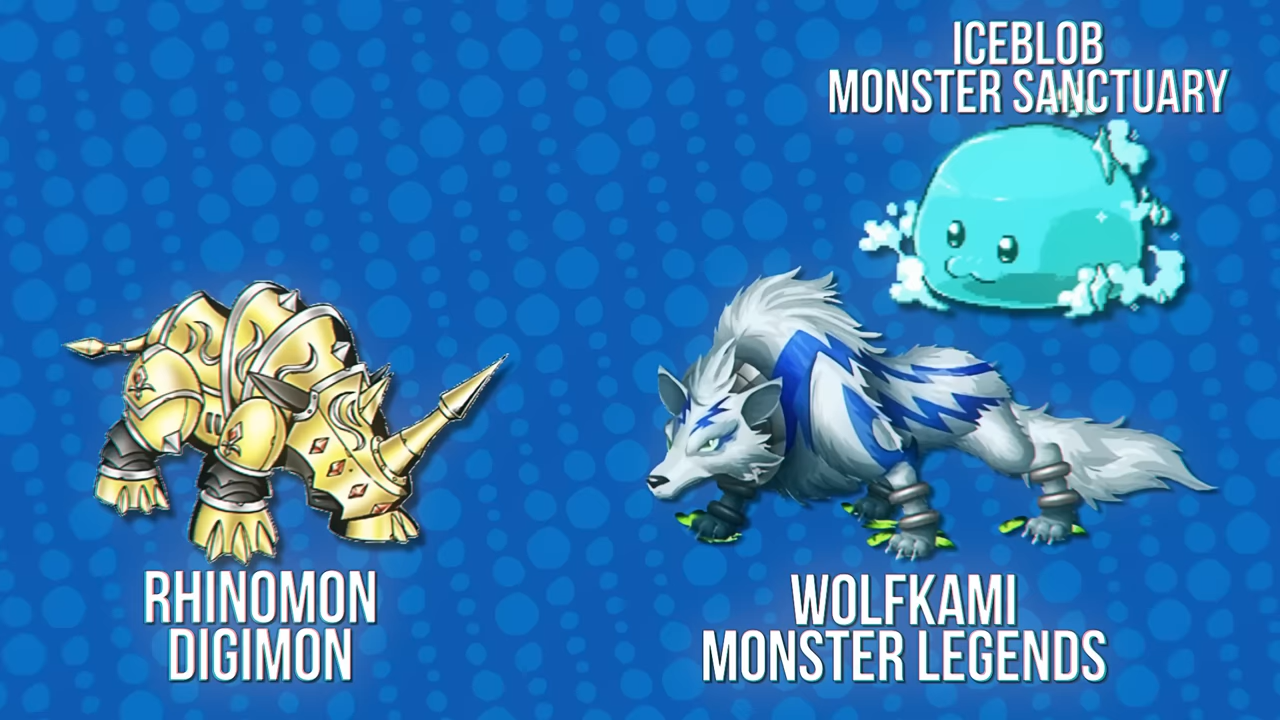 ICEBLOB
MONSTER SANCTUARY
RHINOMON
DIGIMON
WOLFKAMI
MONSTER LEGENDS